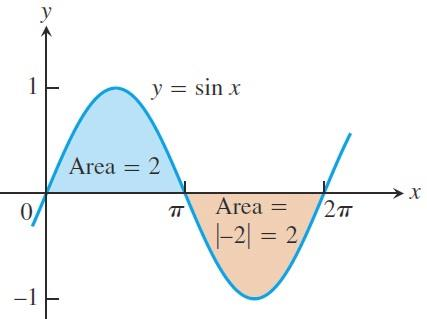 y
1
y = sin x
Area = 2
x
0
π
Area =
|–2| = 2
2π
–1